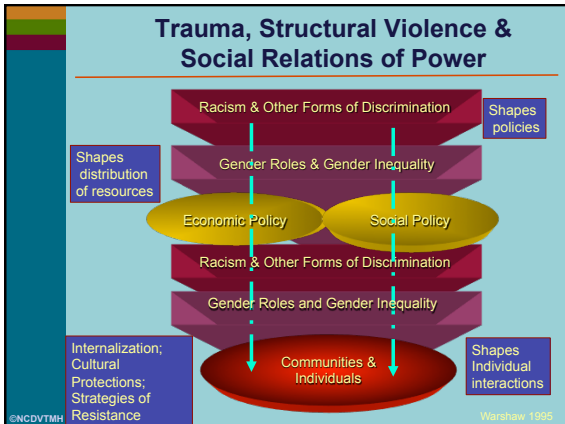 Trauma, Structural Violence &
Social Relations of Power
Racism & Other Forms of Discrimination
Shapes
policies
Shapes
distribution
of resources
Gender Roles & Gender Inequality
Economic Policy
Social Policy
Racism & Other Forms of Discrimination
Gender Roles and Gender Inequality
Internalization;
Cultural
Protections;
Strategies of
Resistance
Communities &
Individuals
Shapes
Individual
interactions
©NCDVTMH
Warshaw 1995